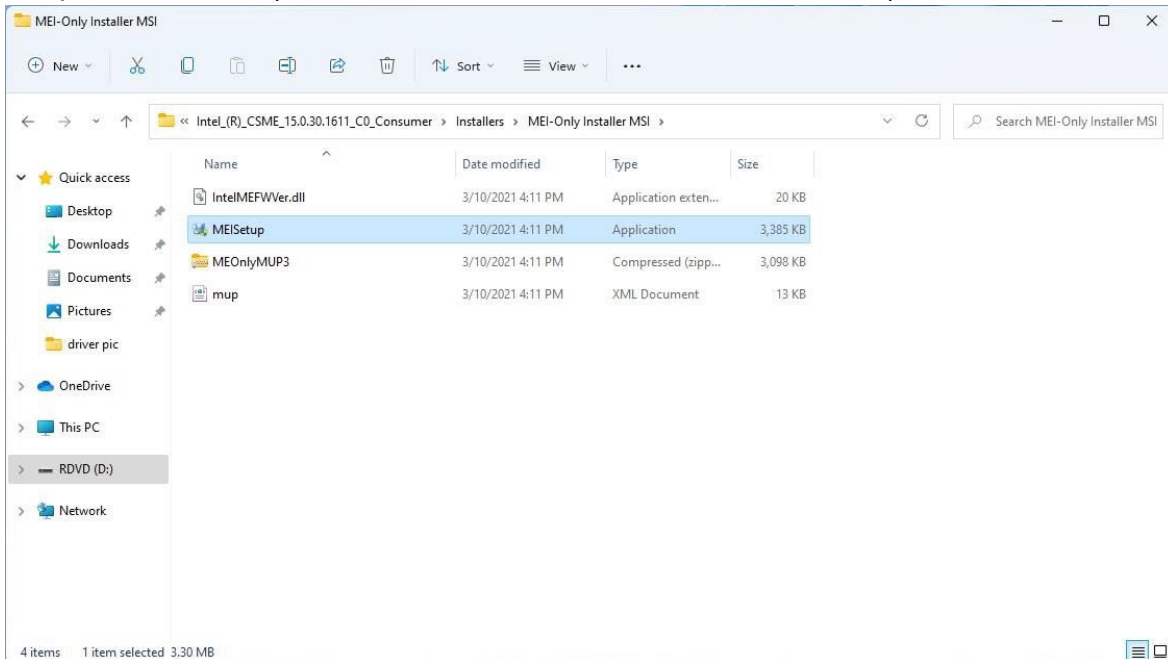 MEI-Only Installer MSI
New
Sort
View
« Intel_(R)_CSME_15.0.30.1611_C0_Consumer › Installers › MEI-Only Installer MSI ›
Search MEI-Only Installer MSI
Name Date modified Type Size
Quick access
Desktop
Downloads
Documents
Pictures
driver pic
OneDrive
This PC
RDVD (D:)
Network
IntelMEFWVer.dll 3/10/2021 4:11 PM Application exten... 20 KB
MEISetup 3/10/2021 4:11 PM Application 3,385 KB
MEOnlyMUP3 3/10/2021 4:11 PM Compressed (zipp... 3,098 KB
mup 3/10/2021 4:11 PM XML Document 13 KB
4 items 1 item selected 3.30 MB